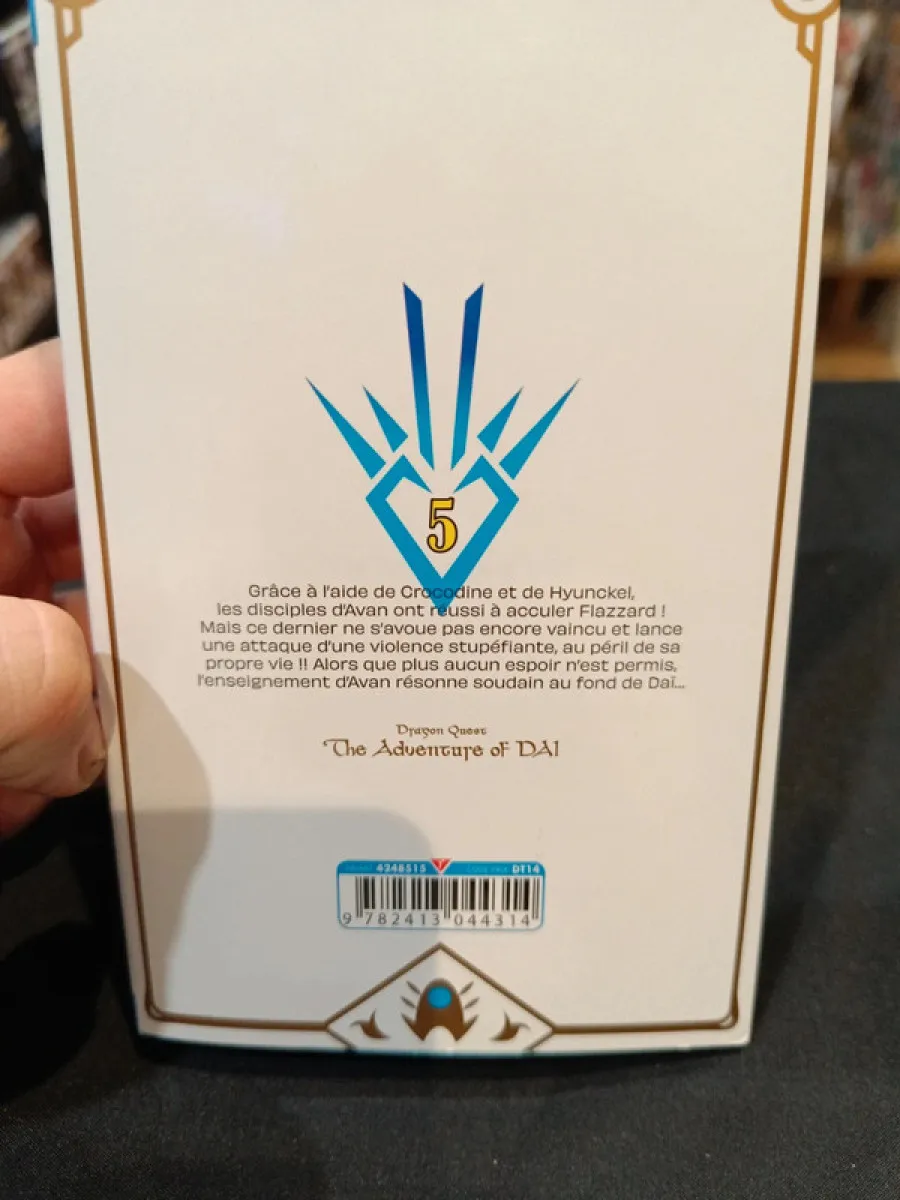 5
Grâce à l'aide de Crocodine et de Hyunckel,
les disciples d'Avan ont réussi à acculer Flazzard !
Mais ce dernier ne s'avoue pas encore vaincu et lance
une attaque d'une violence stupéfiante, au péril de sa
propre vie !! Alors que plus aucun espoir n'est permis,
l'enseignement d'Avan résonne soudain au fond de Daï...
Dragon Quest
The Adventure of DAI
4248515 DT14
9 782413 044314